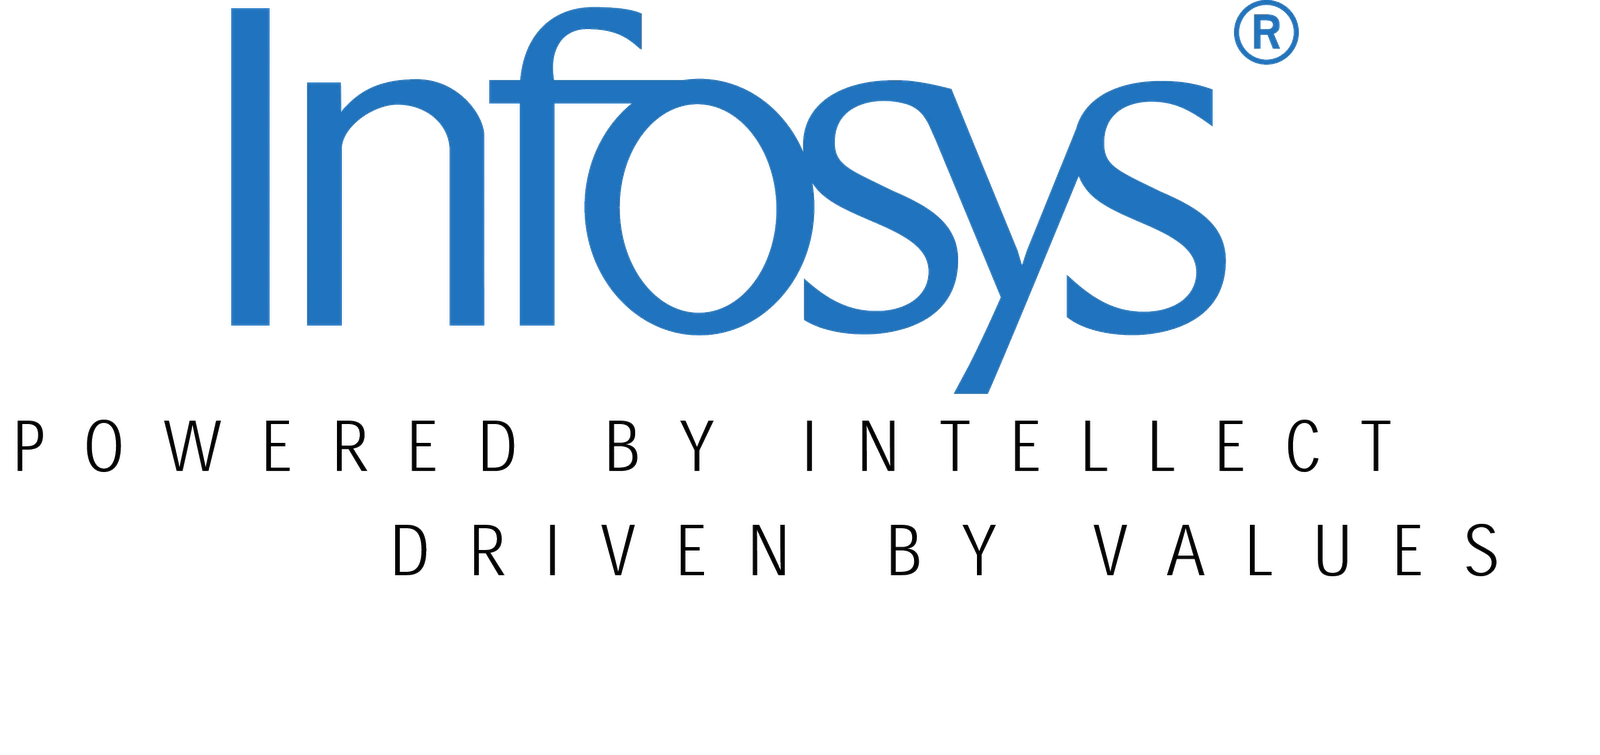 Infosys®
POWERED BY INTELLECT
DRIVEN BY VALUES